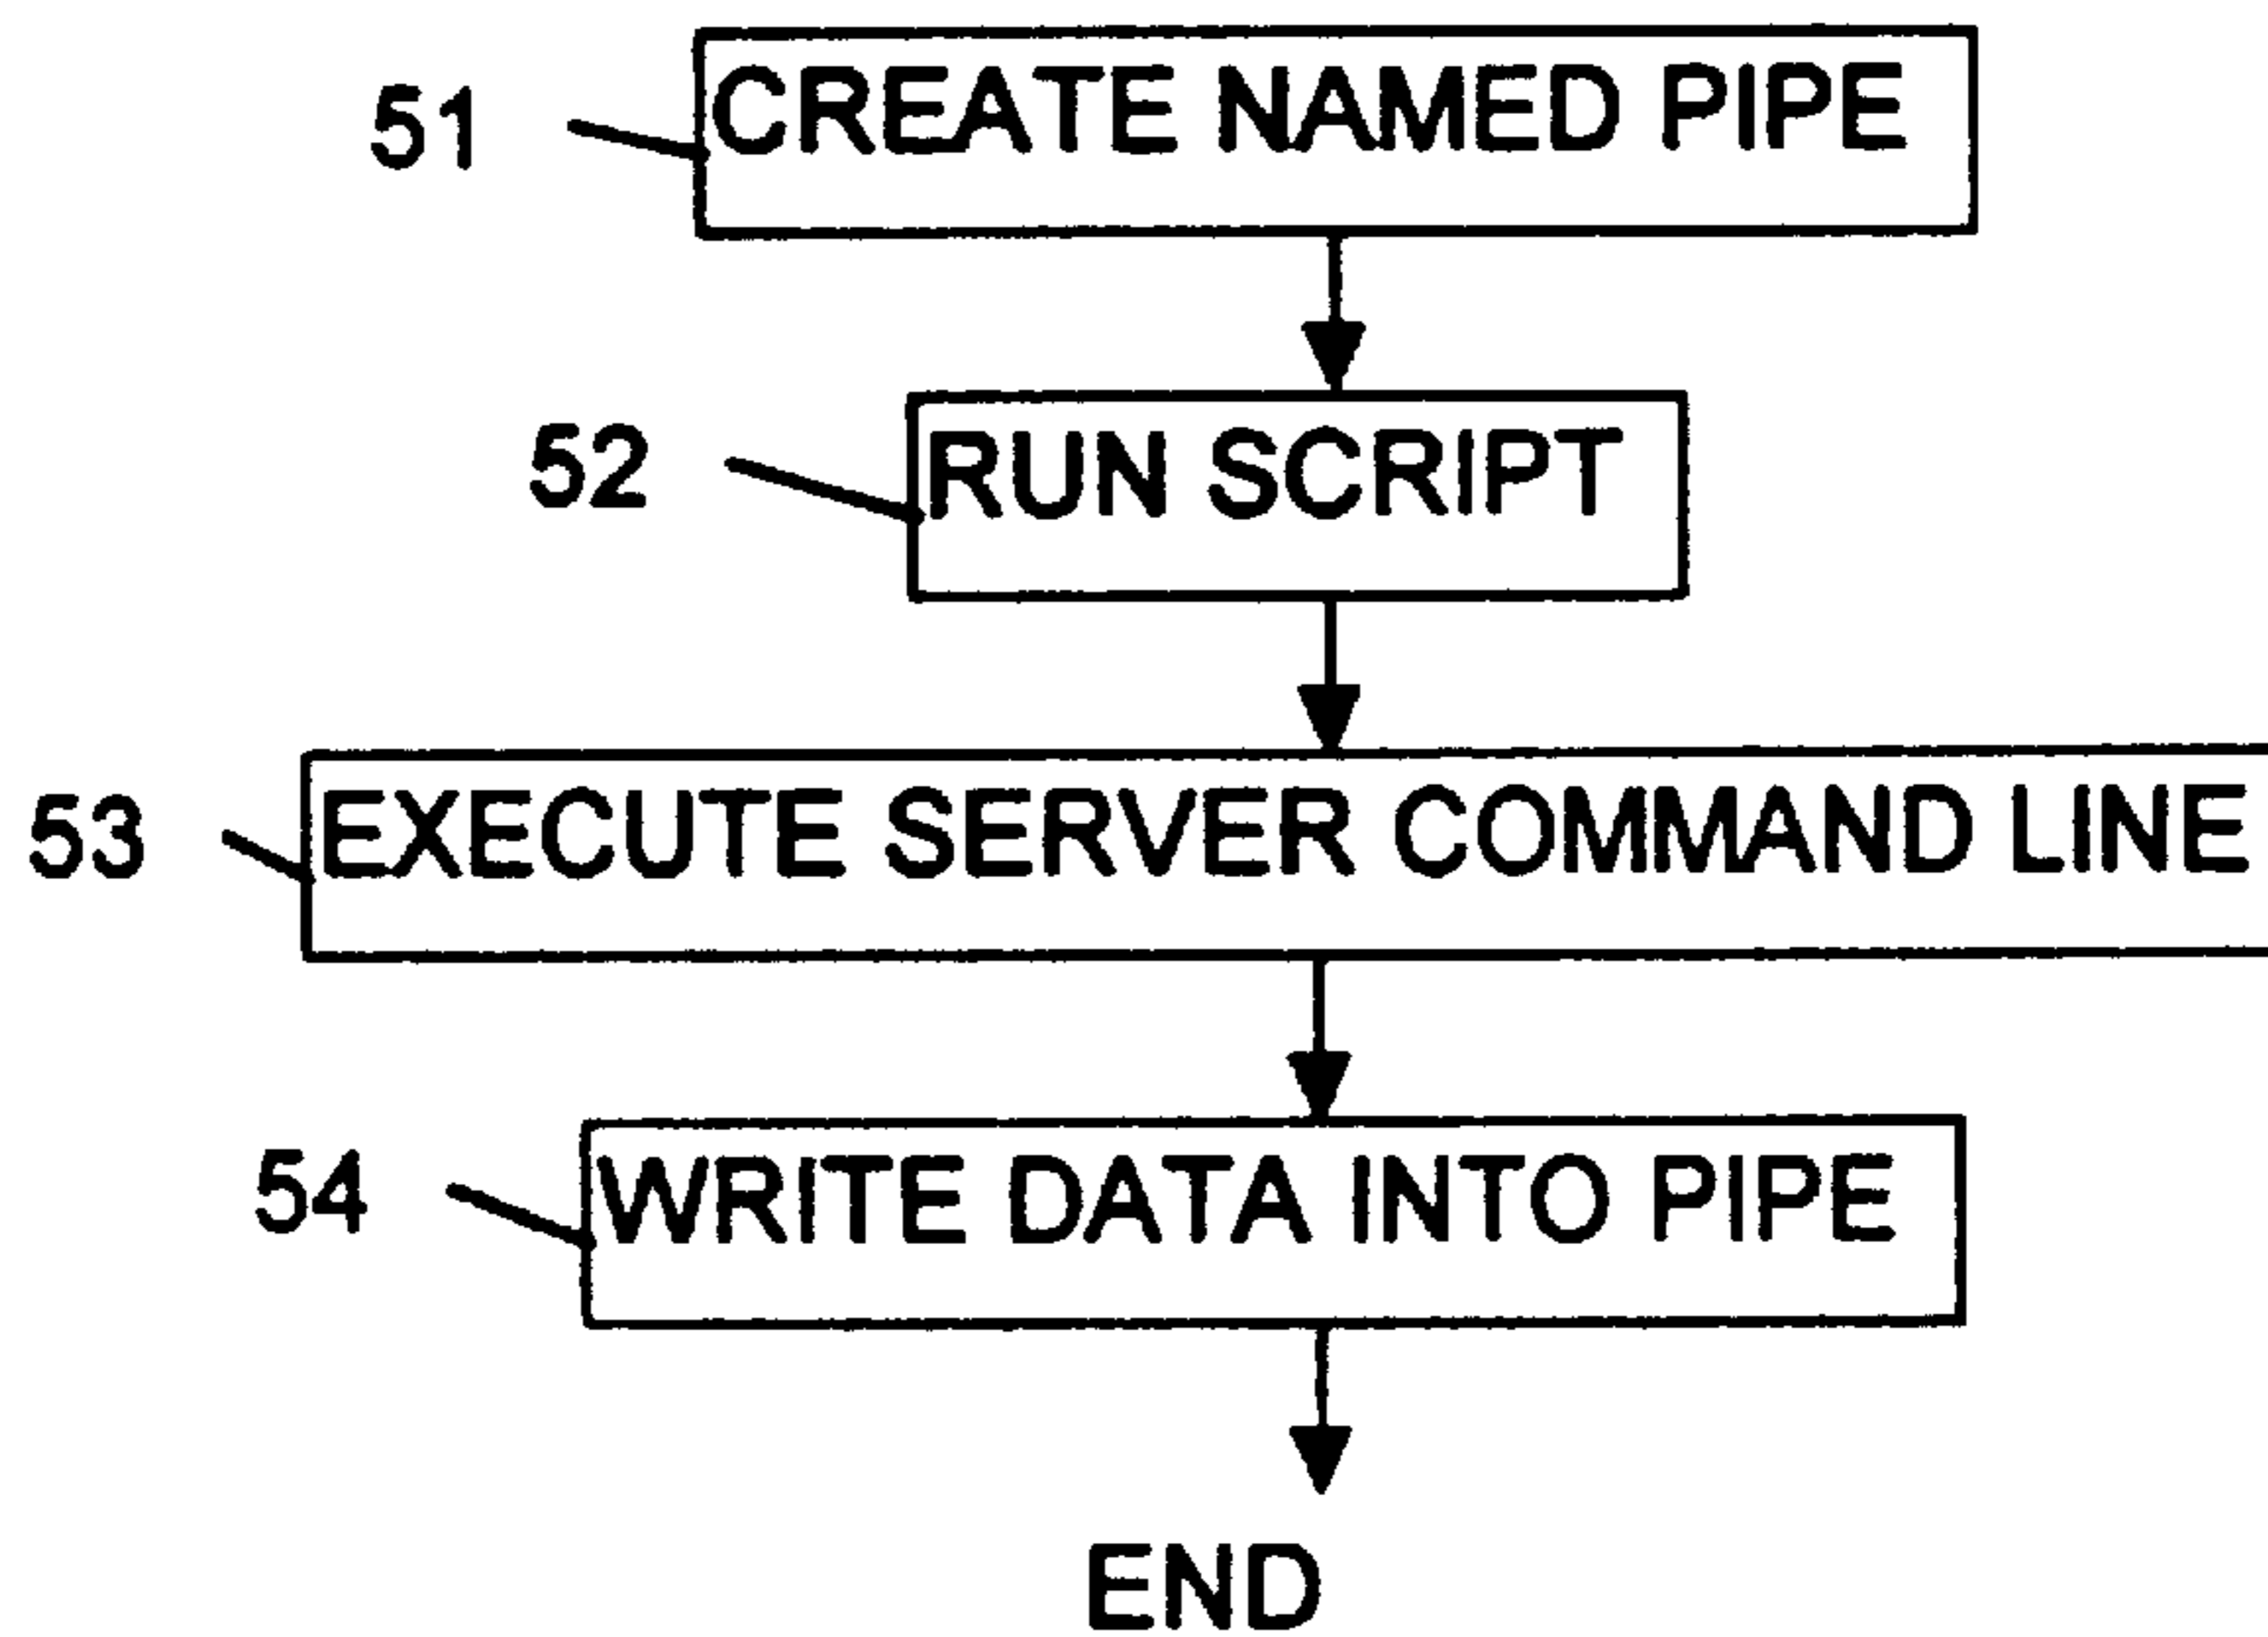 51 CREATE NAMED PIPE
52 RUN SCRIPT
53 EXECUTE SERVER COMMAND LINE
54 WRITE DATA INTO PIPE
END